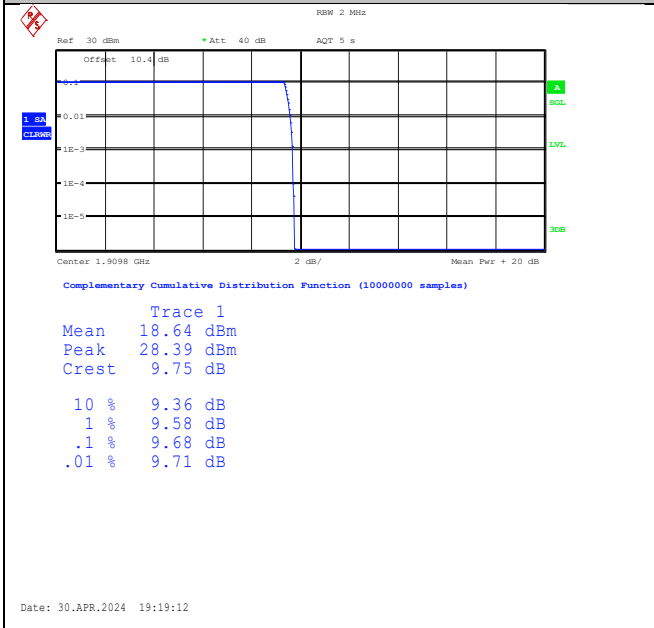 R S
RBW 2 MHz
Ref 30 dBm * Att 40 dB AQT 5 s
Offset 10.4 dB
0.1
A
SGL
1 SA
0.01
CLRWR
1E-3
LVL
1E-4
1E-5
3DB
Center 1.9098 GHz 2 dB/ Mean Pwr + 20 dB
Complementary Cumulative Distribution Function (10000000 samples)
Trace 1
Mean 18.64 dBm
Peak 28.39 dBm
Crest 9.75 dB
10 % 9.36 dB
1 % 9.58 dB
.1 % 9.68 dB
.01 % 9.71 dB
Date: 30.APR.2024 19:19:12